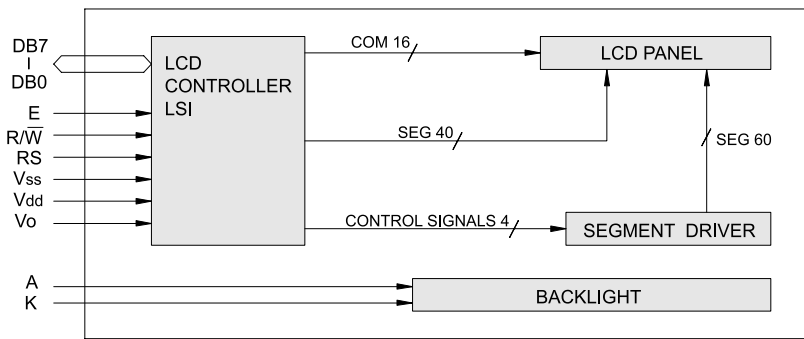 DB7
I
DB0
E
R/W̅
RS
Vss
Vdd
Vo
A
K
LCD
CONTROLLER
LSI
COM 16
LCD PANEL
SEG 40
SEG 60
CONTROL SIGNALS 4
SEGMENT DRIVER
BACKLIGHT